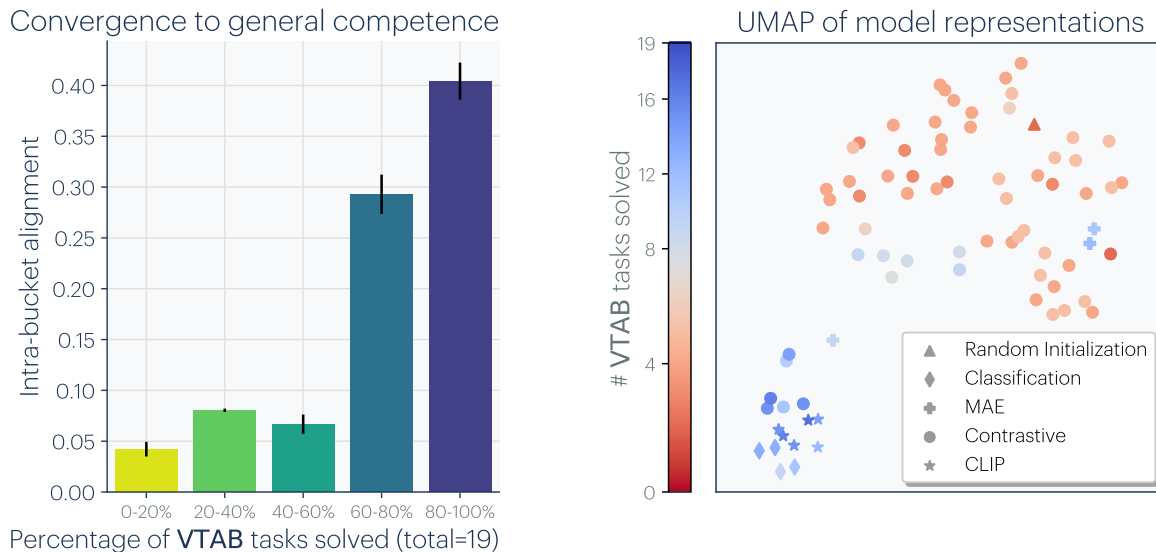 Convergence to general competence
Intra-bucket alignment
0.40
0.35
0.30
0.25
0.20
0.15
0.10
0.05
0.00
0-20%
20-40%
40-60%
60-80%
80-100%
Percentage of VTAB tasks solved (total=19)
UMAP of model representations
# VTAB tasks solved
19
16
12
8
4
0
Random Initialization
Classification
MAE
Contrastive
CLIP